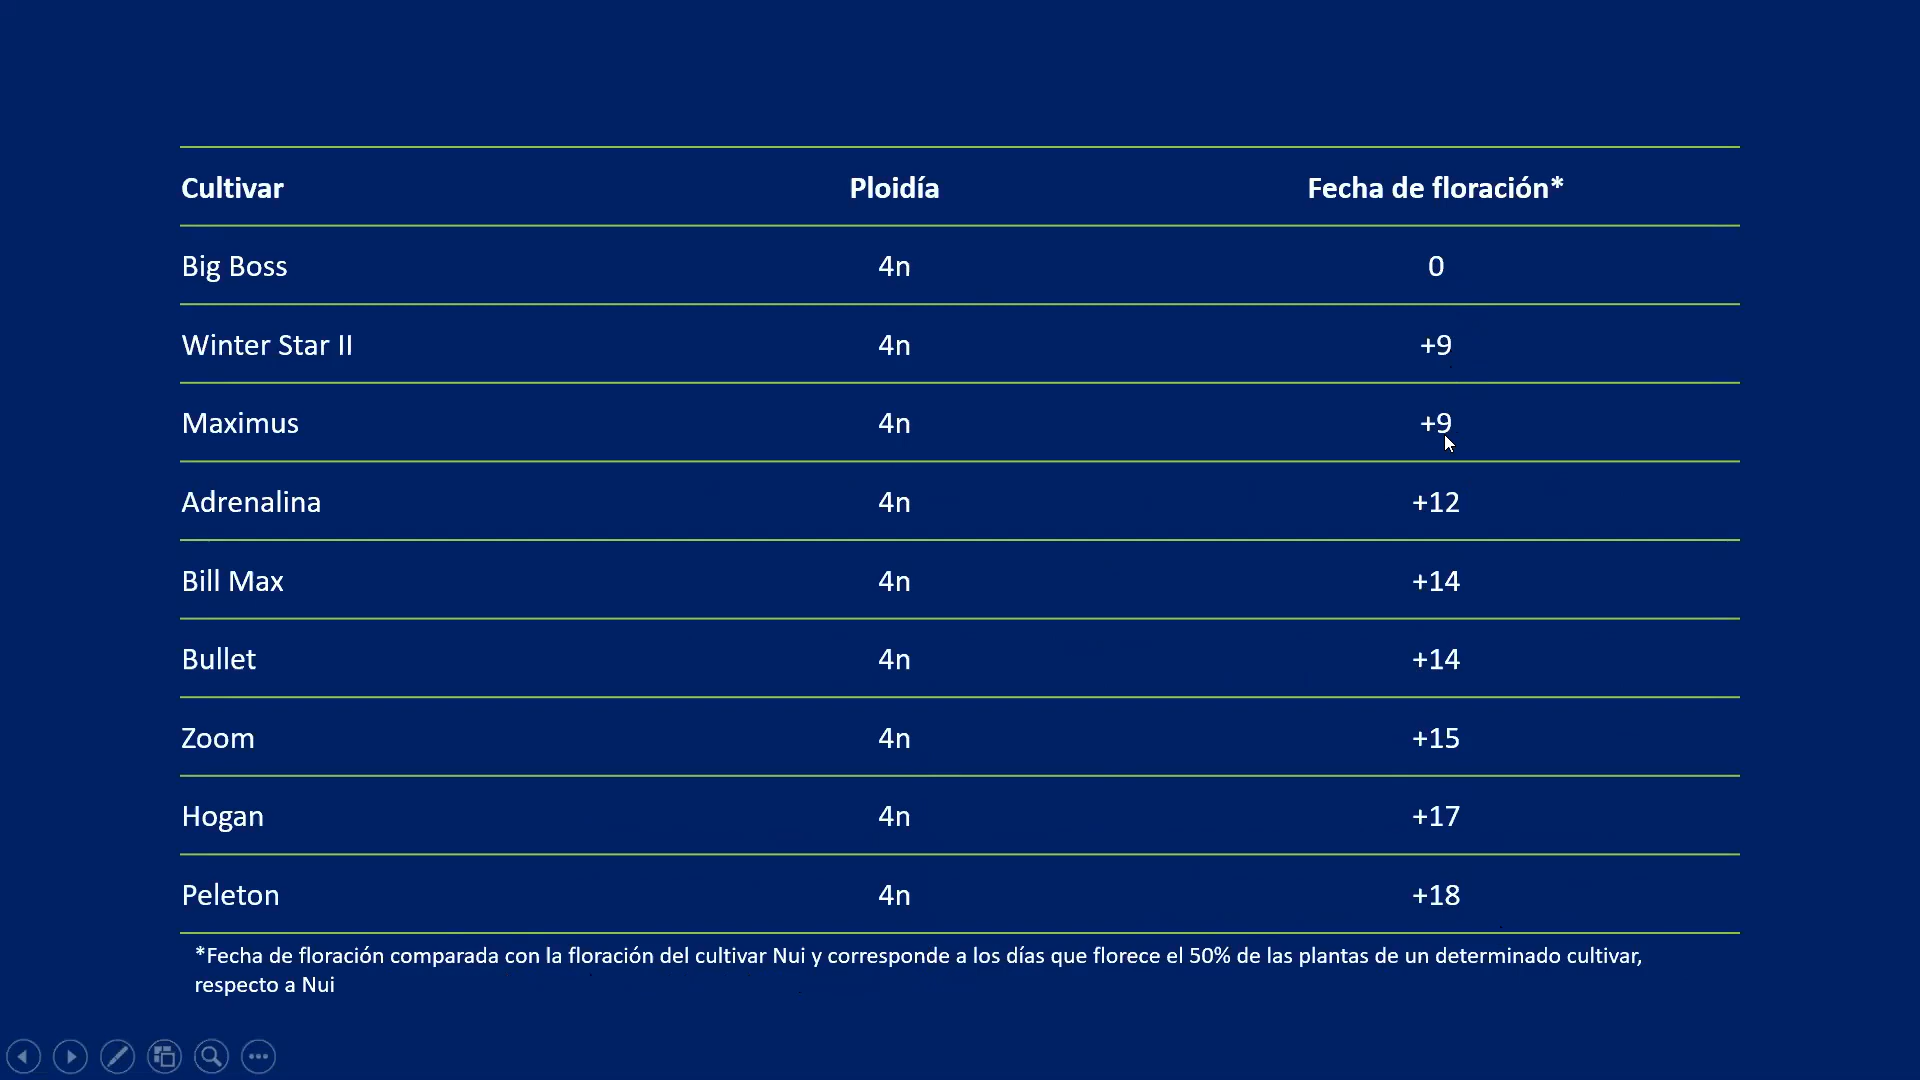 Cultivar Ploidía Fecha de floración*
Big Boss 4n 0
Winter Star II 4n +9
Maximus 4n +9
Adrenalina 4n +12
Bill Max 4n +14
Bullet 4n +14
Zoom 4n +15
Hogan 4n +17
Peleton 4n +18
*Fecha de floración comparada con la floración del cultivar Nui y corresponde a los días que florece el 50% de las plantas de un determinado cultivar,
respecto a Nui